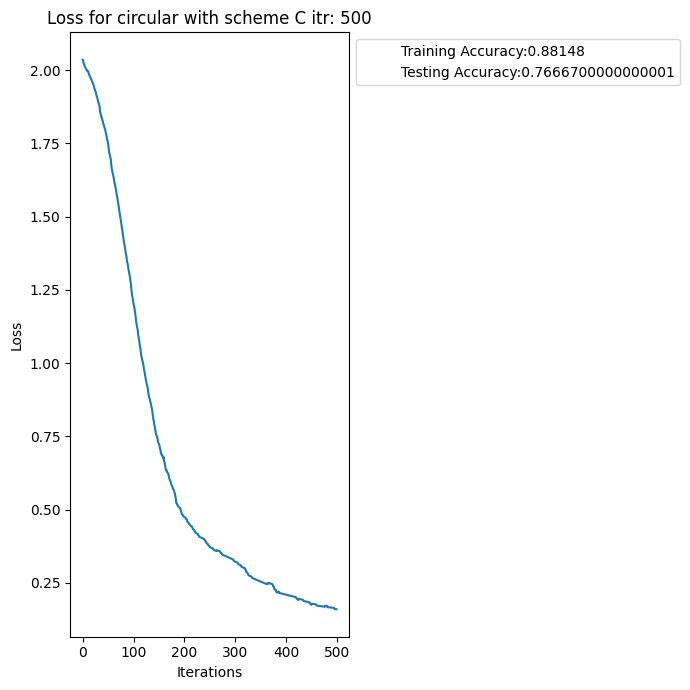 Loss for circular with scheme C itr: 500
Training Accuracy:0.88148
Testing Accuracy:0.7666700000000001
2.00
1.75
1.50
1.25
1.00
0.75
0.50
0.25
Loss
0 100 200 300 400 500
Iterations